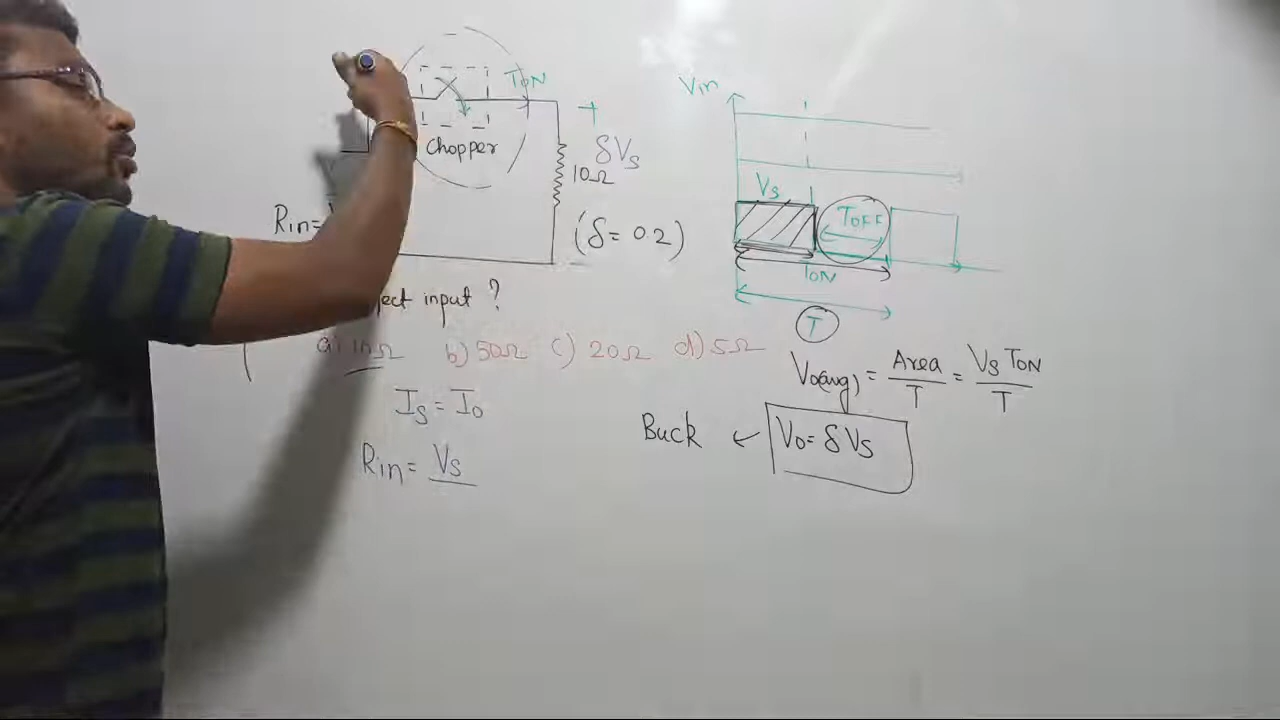 TON
Vin
+
Chopper
δVs
10Ω
Vs
TOFF
Rin=
(δ= 0.2)
TON
ject input ?
T
a) 10Ω b) 50Ω c) 20Ω d) 5Ω
Vo(avg) = Area/T = Vs TON/T
Is = Io
Buck ← Vo= δVs
Rin= Vs